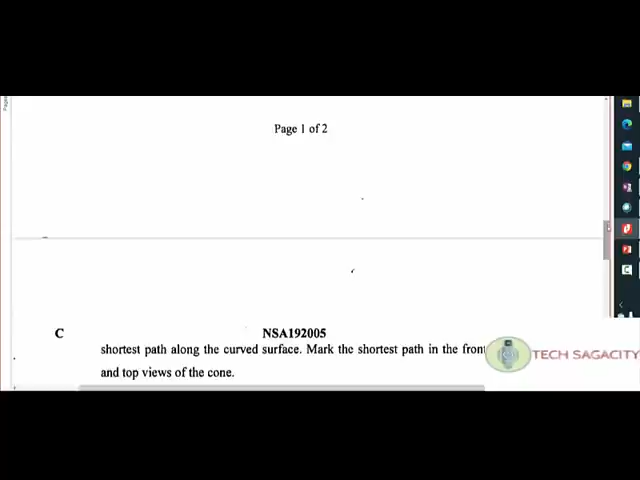 Pages
Page 1 of 2
C NSA192005
shortest path along the curved surface. Mark the shortest path in the front
and top views of the cone.
TECH SAGACITY